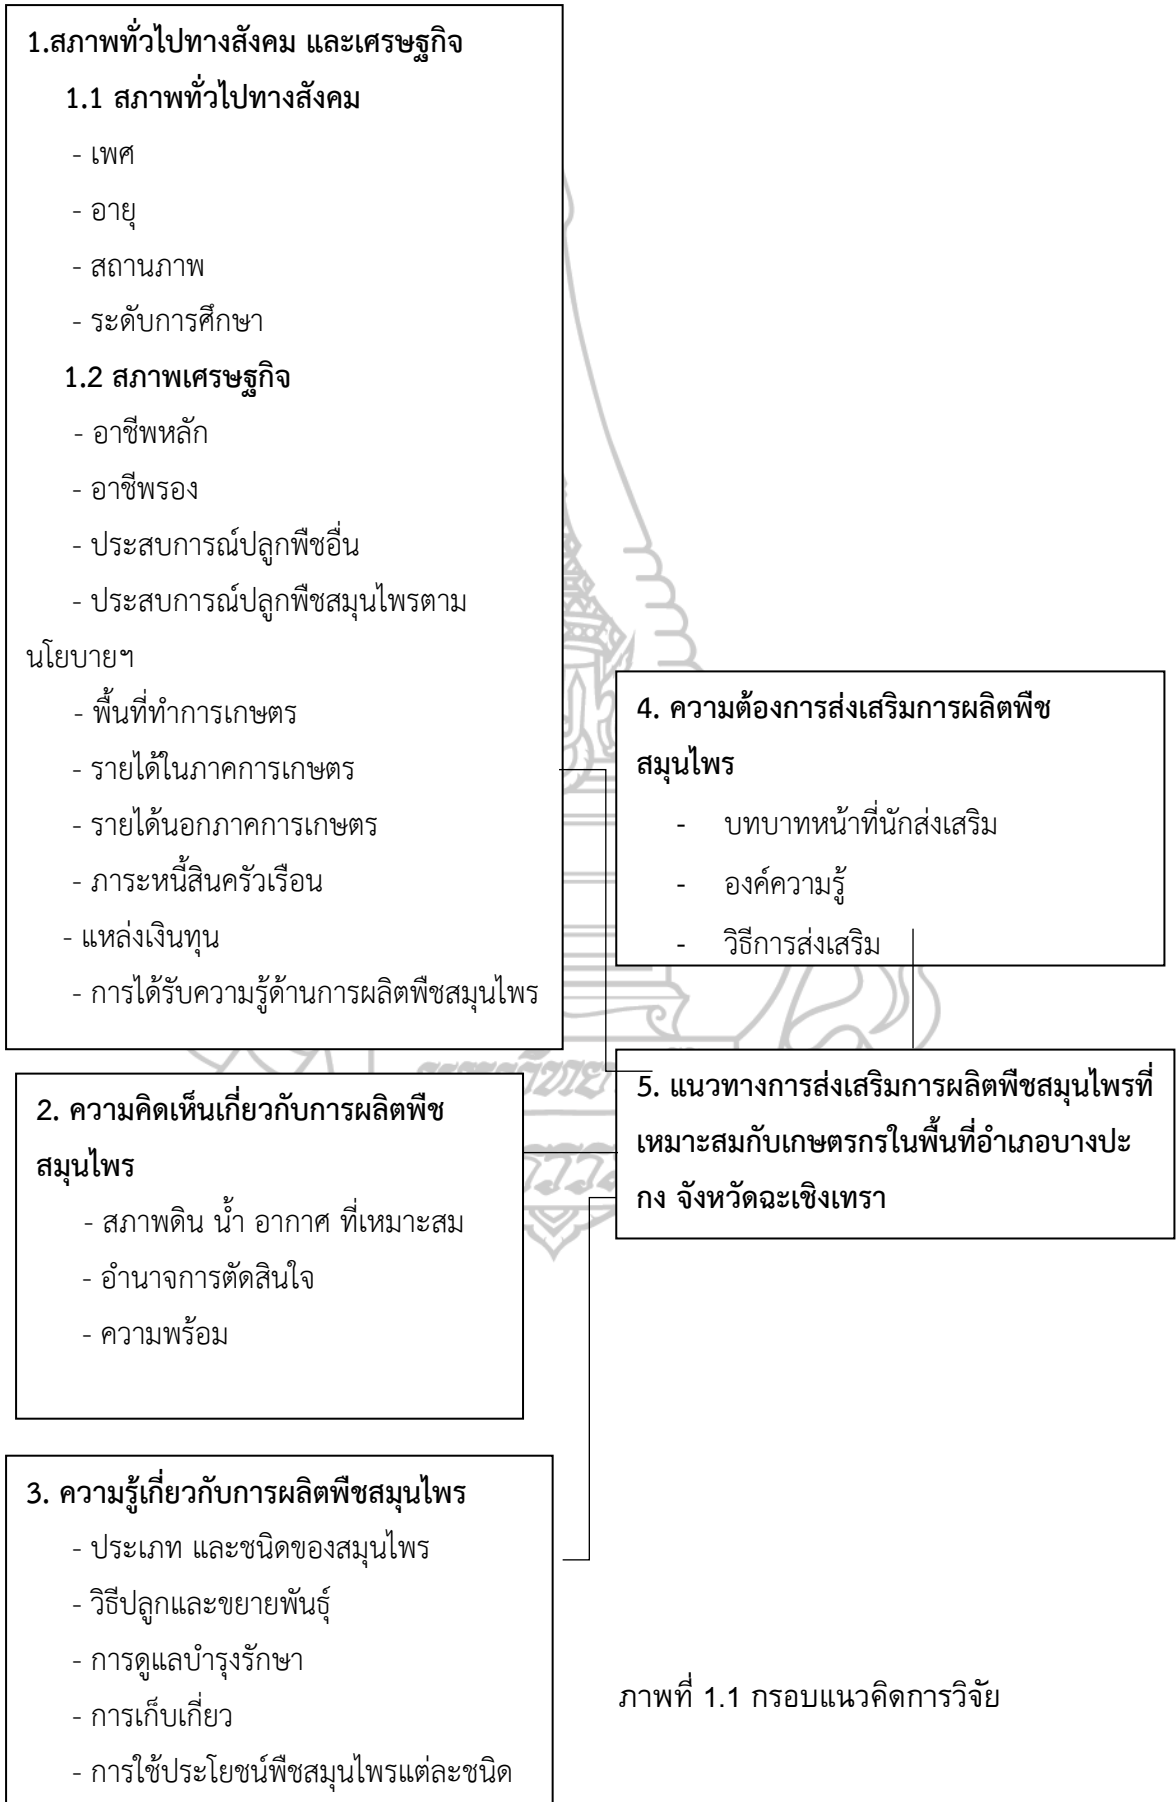 1.สภาพทั่วไปทางสังคม และเศรษฐกิจ
1.1 สภาพทั่วไปทางสังคม
- เพศ
- อายุ
- สถานภาพ
- ระดับการศึกษา
1.2 สภาพเศรษฐกิจ
- อาชีพหลัก
- อาชีพรอง
- ประสบการณ์ปลูกพืชอื่น
- ประสบการณ์ปลูกพืชสมุนไพรตาม
นโยบายฯ
- พื้นที่ทำการเกษตร
- รายได้ในภาคการเกษตร
- รายได้นอกภาคการเกษตร
- ภาระหนี้สินครัวเรือน
- แหล่งเงินทุน
- การได้รับความรู้ด้านการผลิตพืชสมุนไพร
2. ความคิดเห็นเกี่ยวกับการผลิตพืช
สมุนไพร
- สภาพดิน น้ำ อากาศ ที่เหมาะสม
- อำนาจการตัดสินใจ
- ความพร้อม
3. ความรู้เกี่ยวกับการผลิตพืชสมุนไพร
- ประเภท และชนิดของสมุนไพร
- วิธีปลูกและขยายพันธุ์
- การดูแลบำรุงรักษา
- การเก็บเกี่ยว
- การใช้ประโยชน์พืชสมุนไพรแต่ละชนิด
4. ความต้องการส่งเสริมการผลิตพืช
สมุนไพร
- บทบาทหน้าที่นักส่งเสริม
- องค์ความรู้
- วิธีการส่งเสริม
5. แนวทางการส่งเสริมการผลิตพืชสมุนไพรที่
เหมาะสมกับเกษตรกรในพื้นที่อำเภอบางปะ
กง จังหวัดฉะเชิงเทรา
ภาพที่ 1.1 กรอบแนวคิดการวิจัย